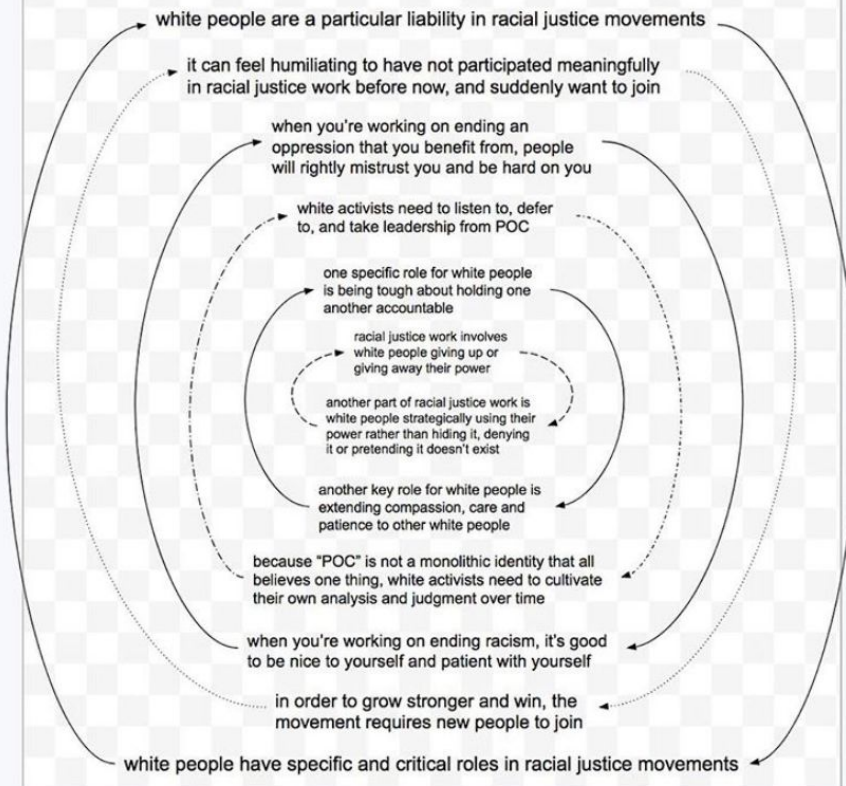 white people are a particular liability in racial justice movements
it can feel humiliating to have not participated meaningfully
in racial justice work before now, and suddenly want to join
when you're working on ending an
oppression that you benefit from, people
will rightly mistrust you and be hard on you
white activists need to listen to, defer
to, and take leadership from POC
one specific role for white people
is being tough about holding one
another accountable
racial justice work involves
white people giving up or
giving away their power
another part of racial justice work is
white people strategically using their
power rather than hiding it, denying
it or pretending it doesn't exist
another key role for white people is
extending compassion, care and
patience to other white people
because "POC" is not a monolithic identity that all
believes one thing, white activists need to cultivate
their own analysis and judgment over time
when you're working on ending racism, it's good
to be nice to yourself and patient with yourself
in order to grow stronger and win, the
movement requires new people to join
white people have specific and critical roles in racial justice movements